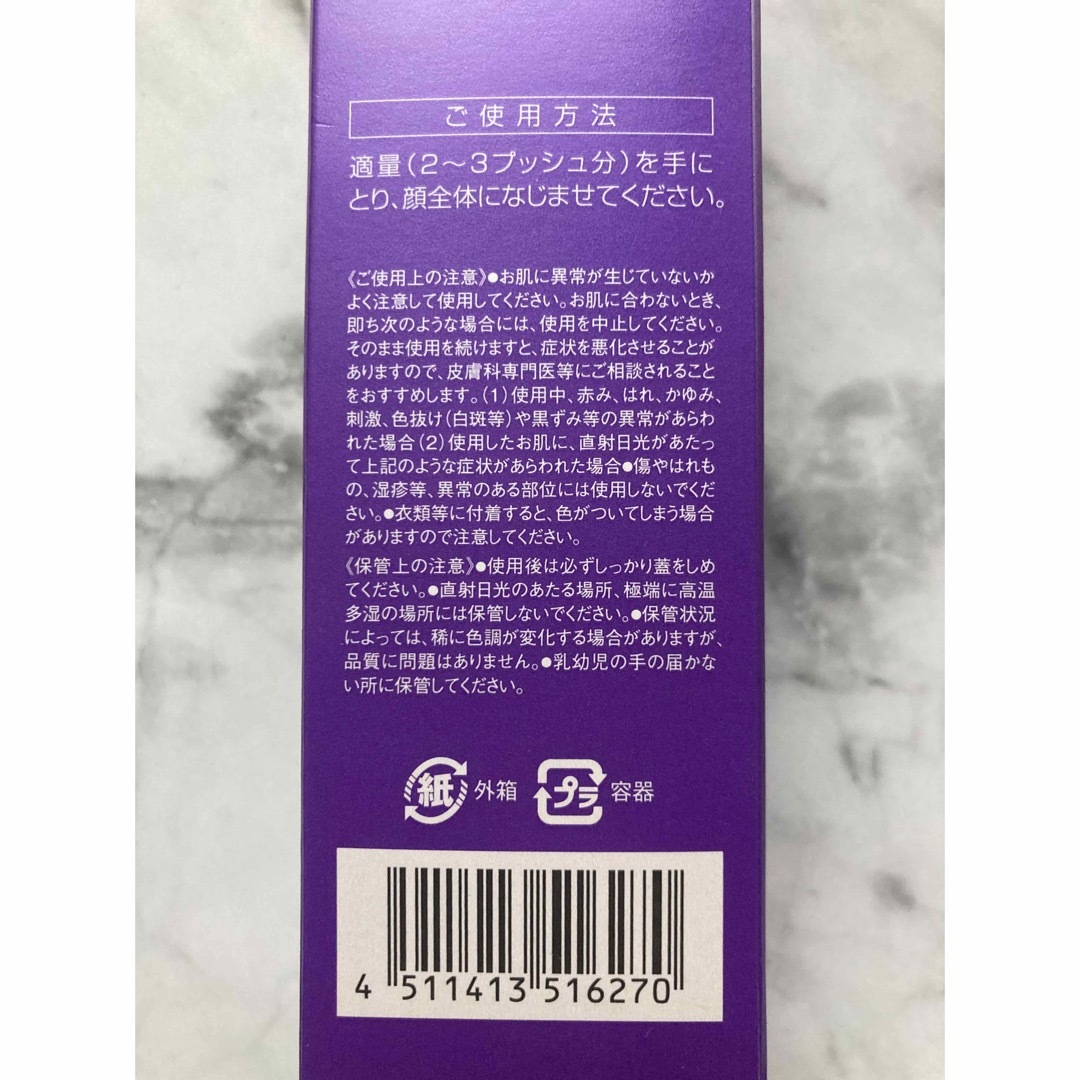 ご使用方法
適量(2〜3プッシュ分)を手に
とり、顔全体になじませてください。
《ご使用上の注意》●お肌に異常が生じていないか
よく注意して使用してください。お肌に合わないとき、
即ち次のような場合には、使用を中止してください。
そのまま使用を続けますと、症状を悪化させることが
ありますので、皮膚科専門医等にご相談されること
をおすすめします。(1)使用中、赤み、はれ、かゆみ、
刺激、色抜け(白斑等)や黒ずみ等の異常があらわ
れた場合(2)使用したお肌に、直射日光があたっ
て上記のような症状があらわれた場合●傷やはれも
の、湿疹等、異常のある部位には使用しないでくだ
さい。●衣類等に付着すると、色がついてしまう場合
がありますので注意してください。
《保管上の注意》●使用後は必ずしっかり蓋をしめ
てください。●直射日光のあたる場所、極端に高温
多湿の場所には保管しないでください。●保管状況
によっては、稀に色調が変化する場合がありますが、
品質に問題はありません。●乳幼児の手の届かな
い所に保管してください。
紙 外箱 プラ 容器
4 511413 516270